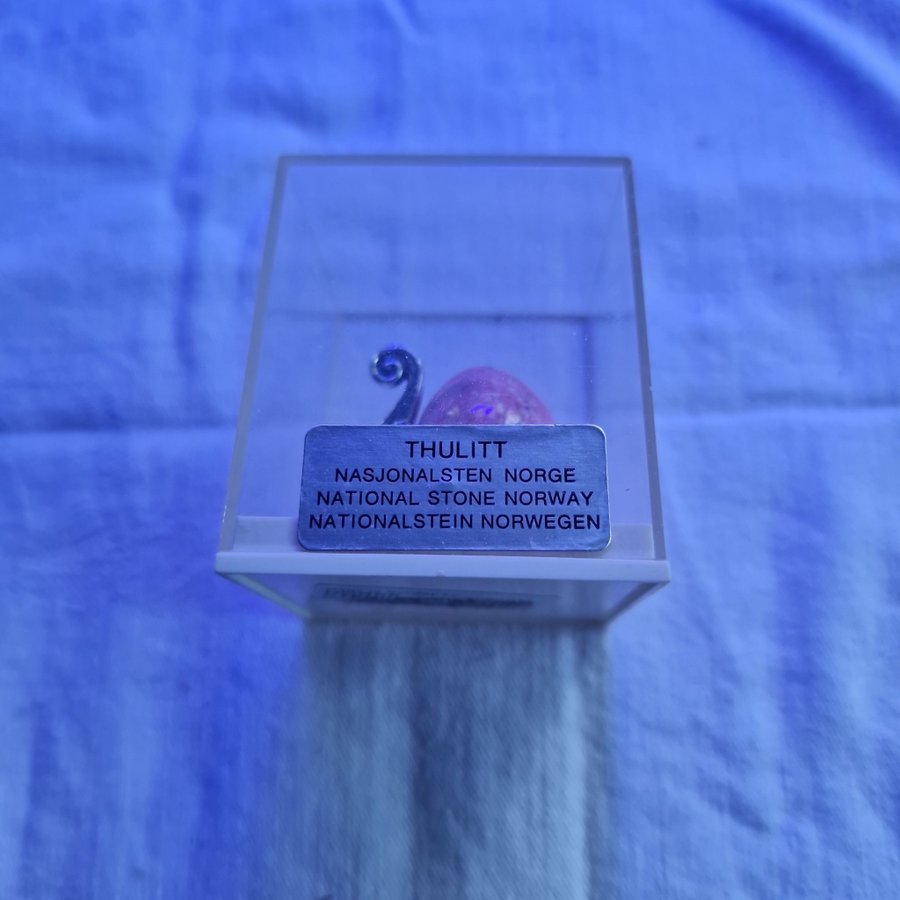 THULITT
NASJONALSTEN NORGE
NATIONAL STONE NORWAY
NATIONALSTEIN NORWEGEN